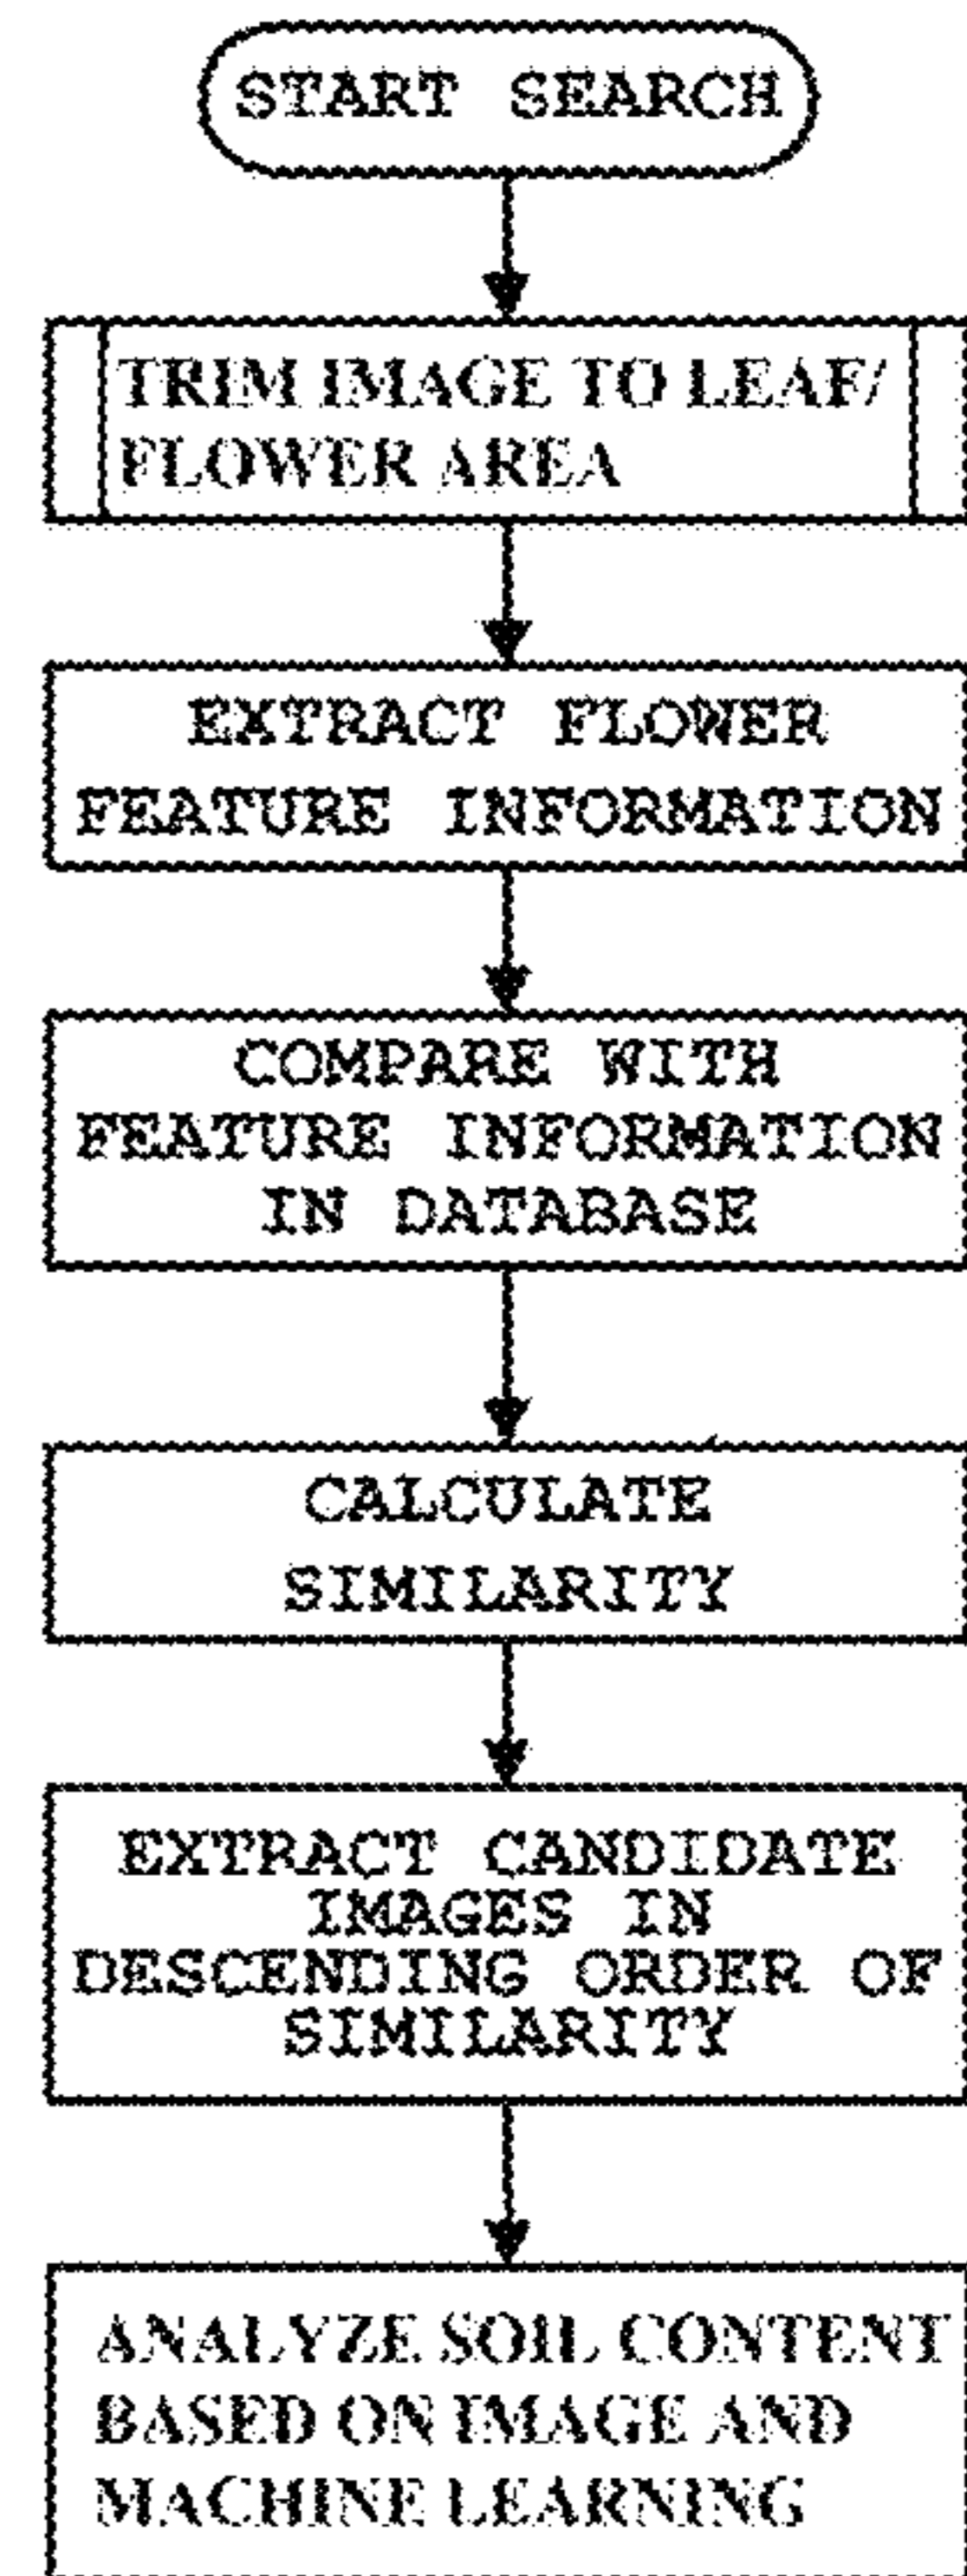 START SEARCH
TRIM IMAGE TO LEAF/
FLOWER AREA
EXTRACT FLOWER
FEATURE INFORMATION
COMPARE WITH
FEATURE INFORMATION
IN DATABASE
CALCULATE
SIMILARITY
EXTRACT CANDIDATE
IMAGES IN
DESCENDING ORDER OF
SIMILARITY
ANALYZE SOIL CONTENT
BASED ON IMAGE AND
MACHINE LEARNING